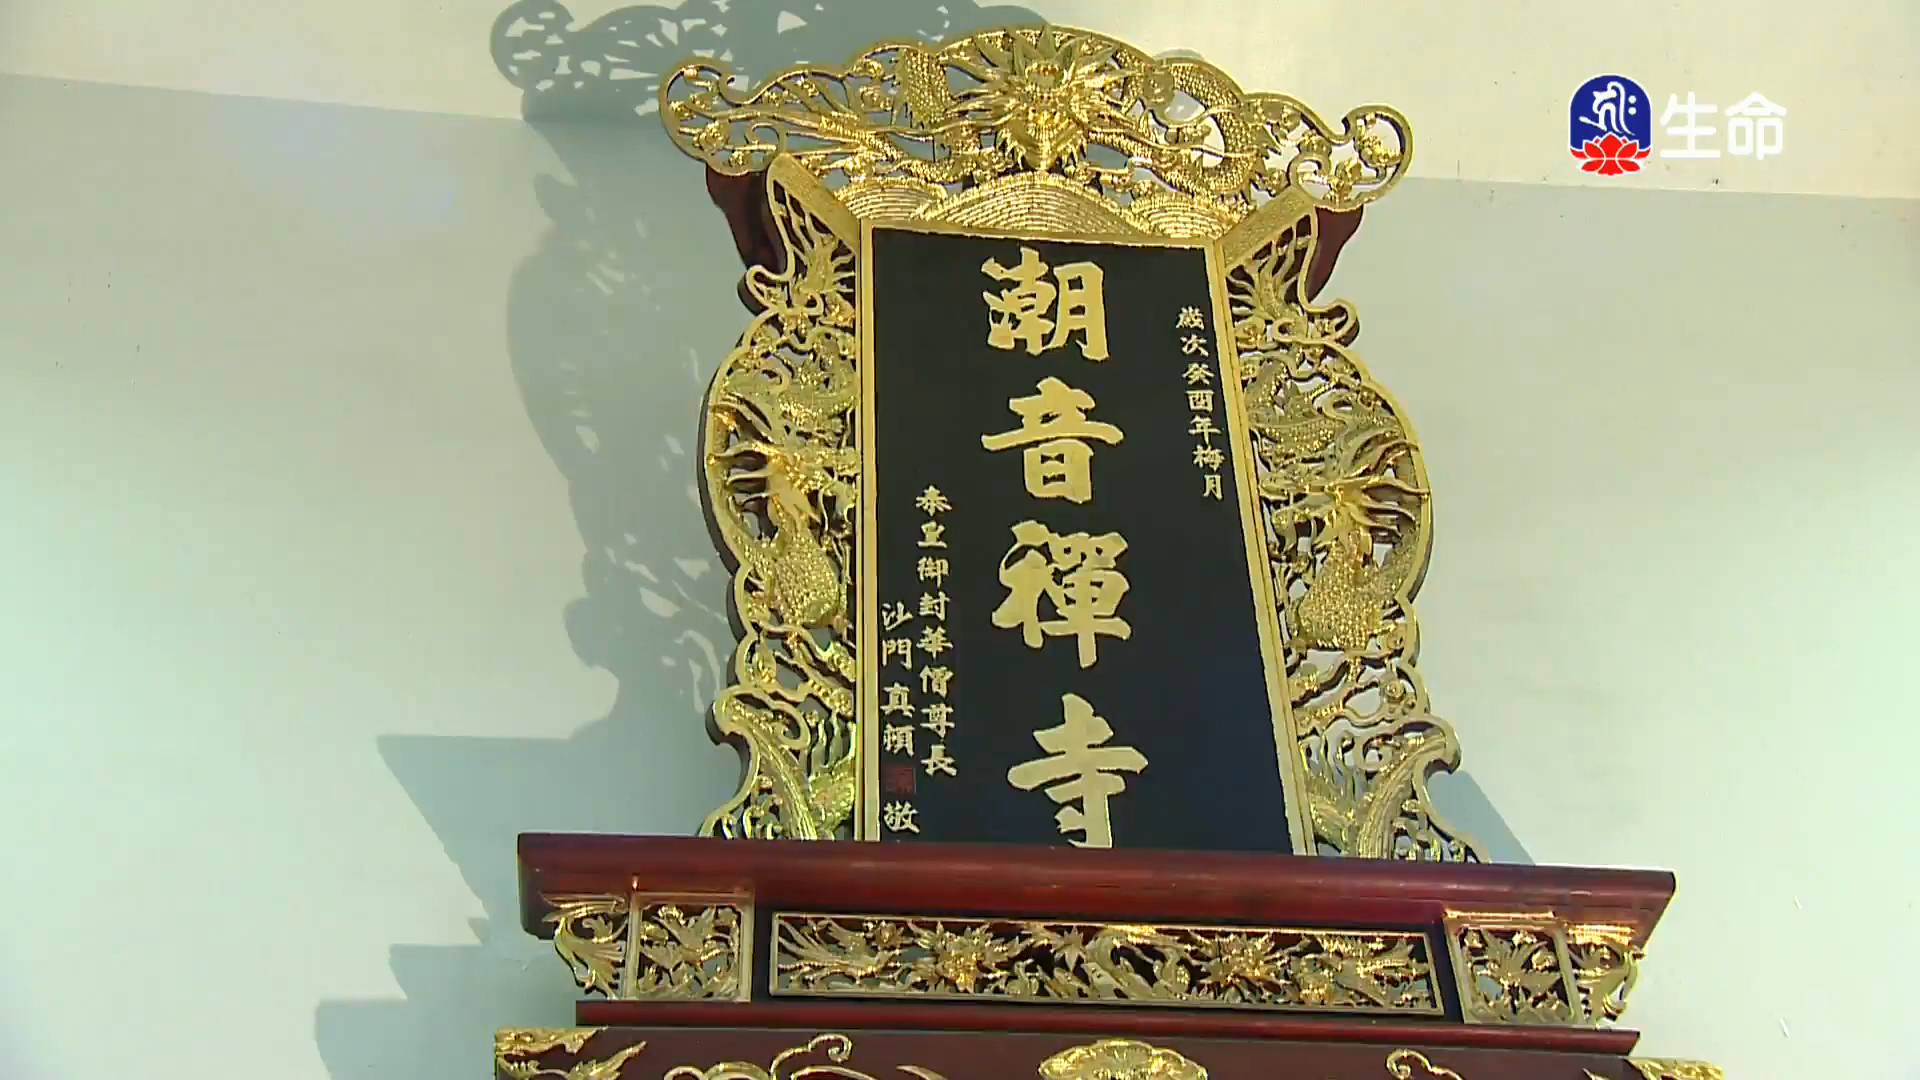 歲次癸酉年梅月
潮音禪寺
泰皇御封華僧尊長
沙門真頓
敬
生命